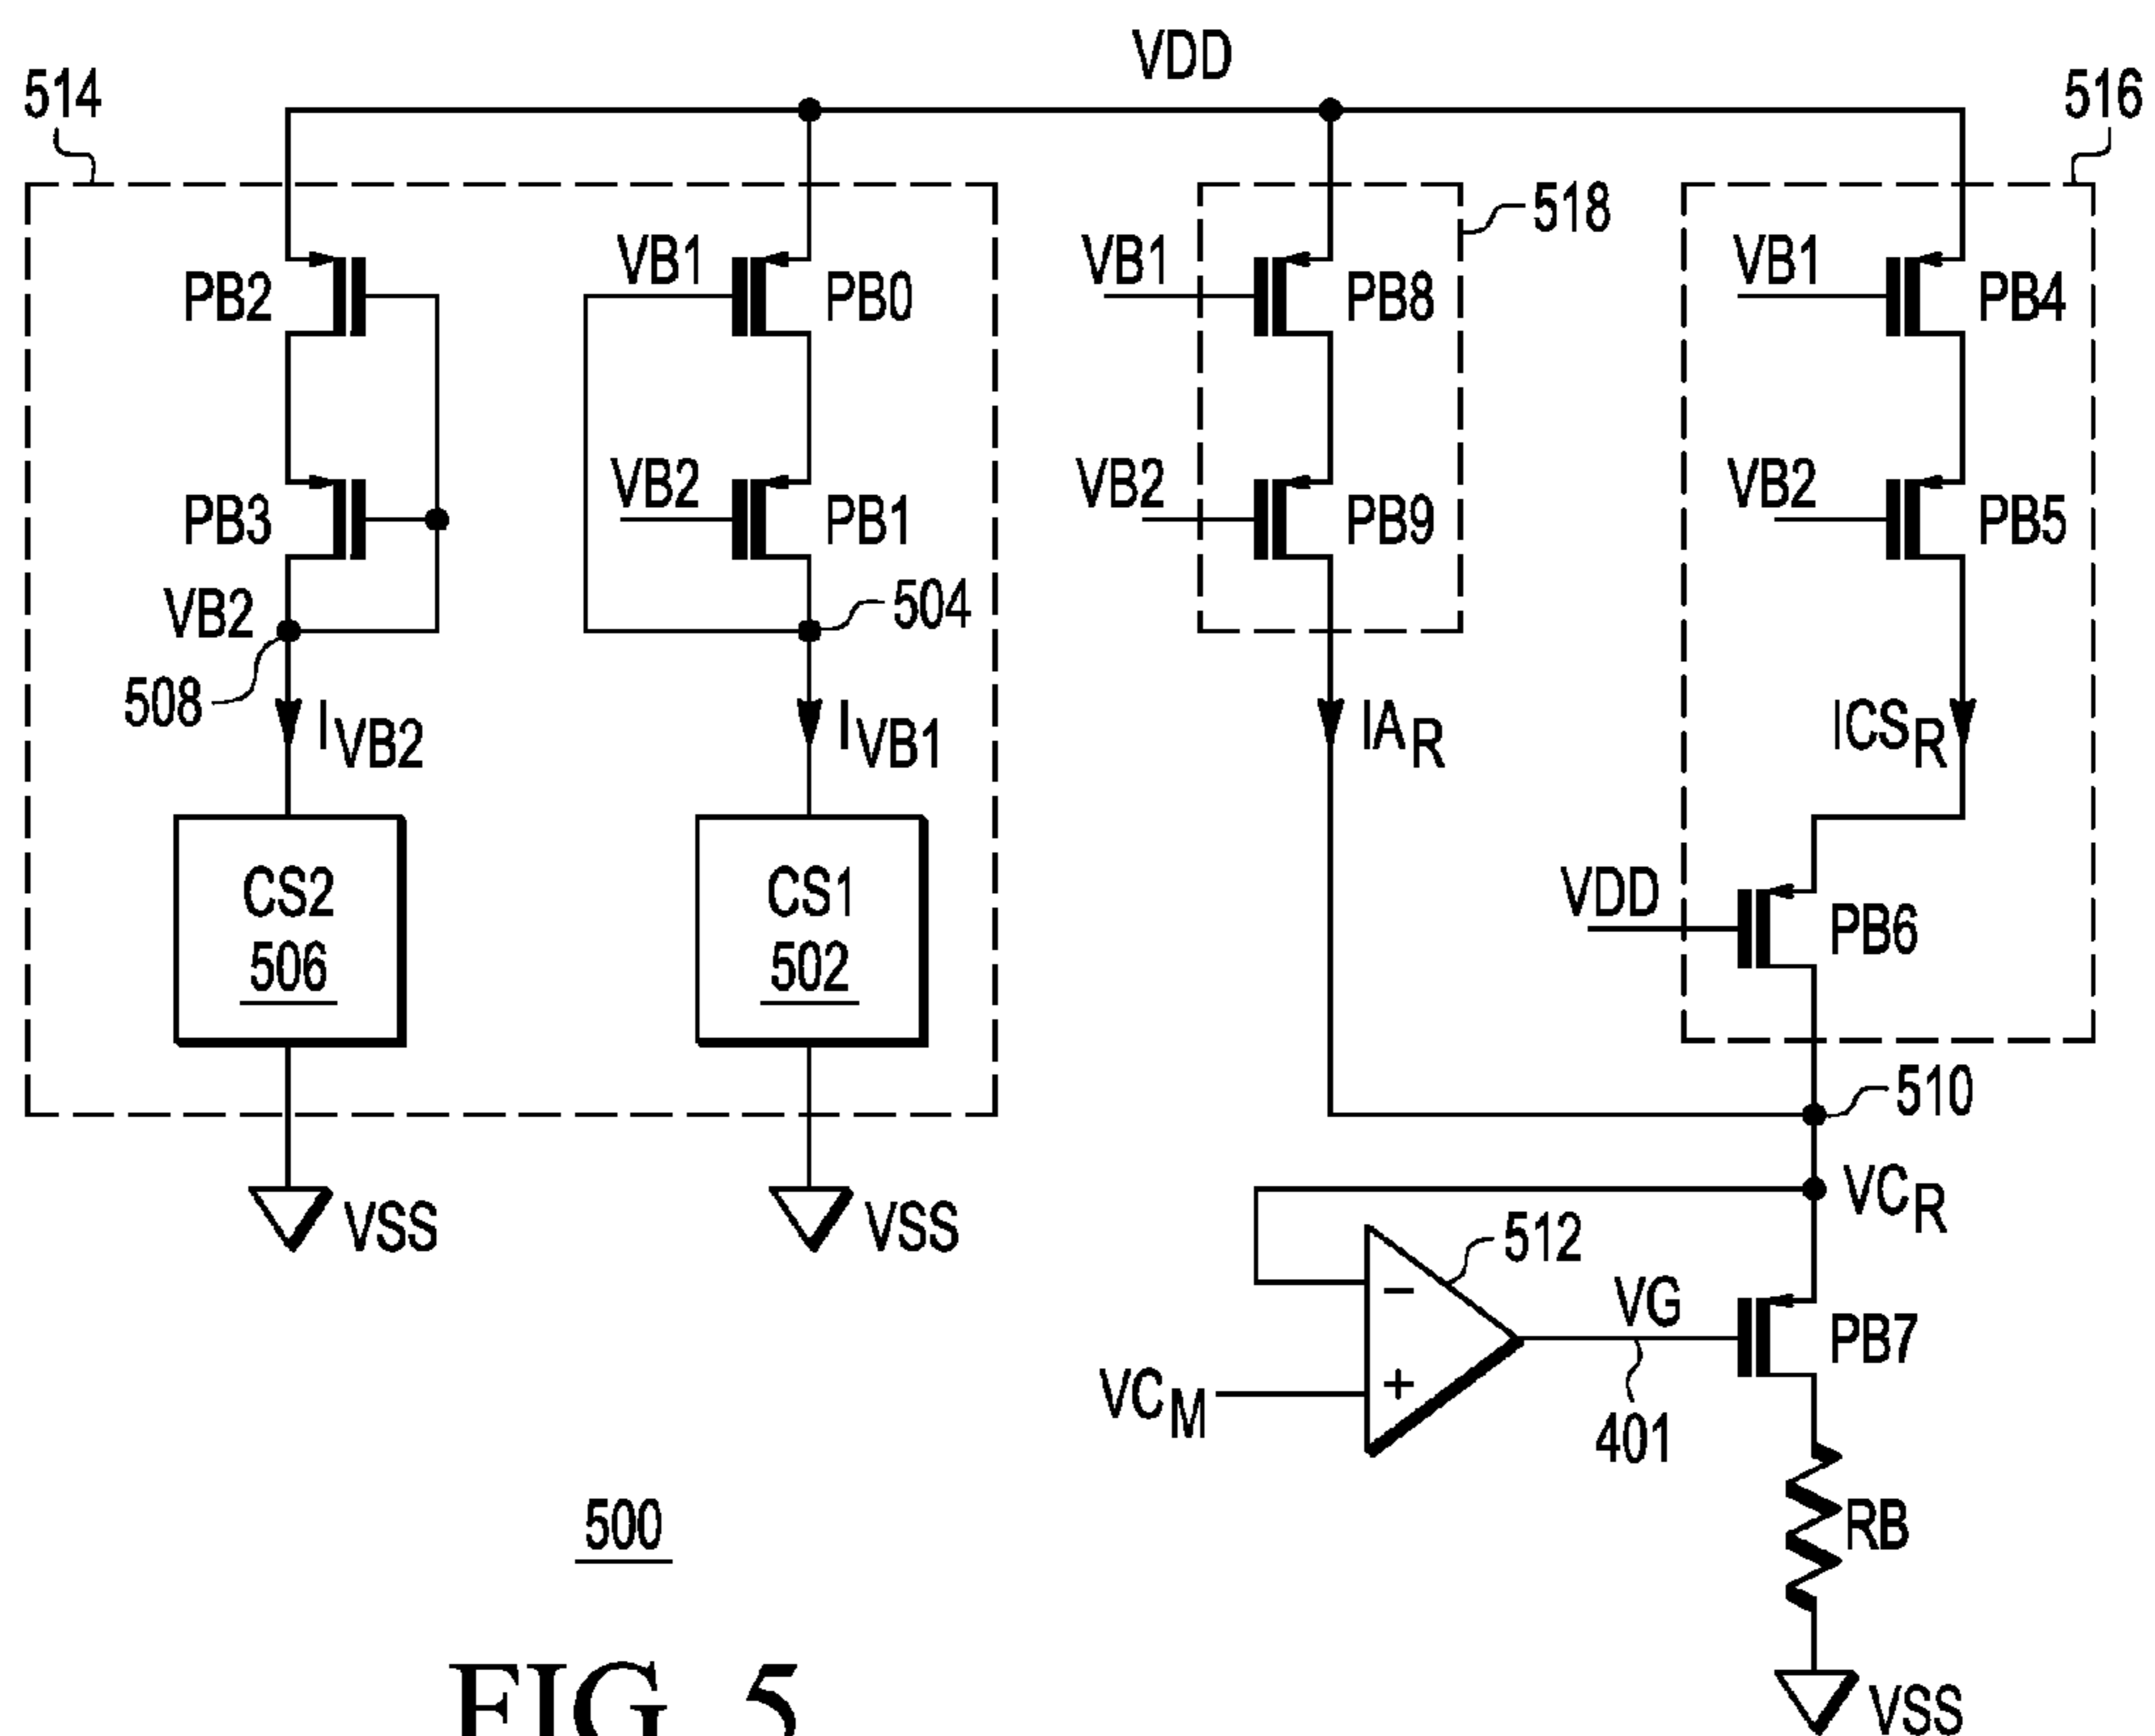 VDD
514
516
518
VB1
VB1
VB1
PB2
PB0
PB8
PB4
VB2
VB2
VB2
PB3
PB1
PB9
PB5
VB2
504
508
IVB2
IVB1
IAR
ICSR
CS2
506
CS1
502
VDD
PB6
510
VSS
VSS
VCR
512
−
+
VCM
VG
401
PB7
RB
VSS
500
FIG. 5